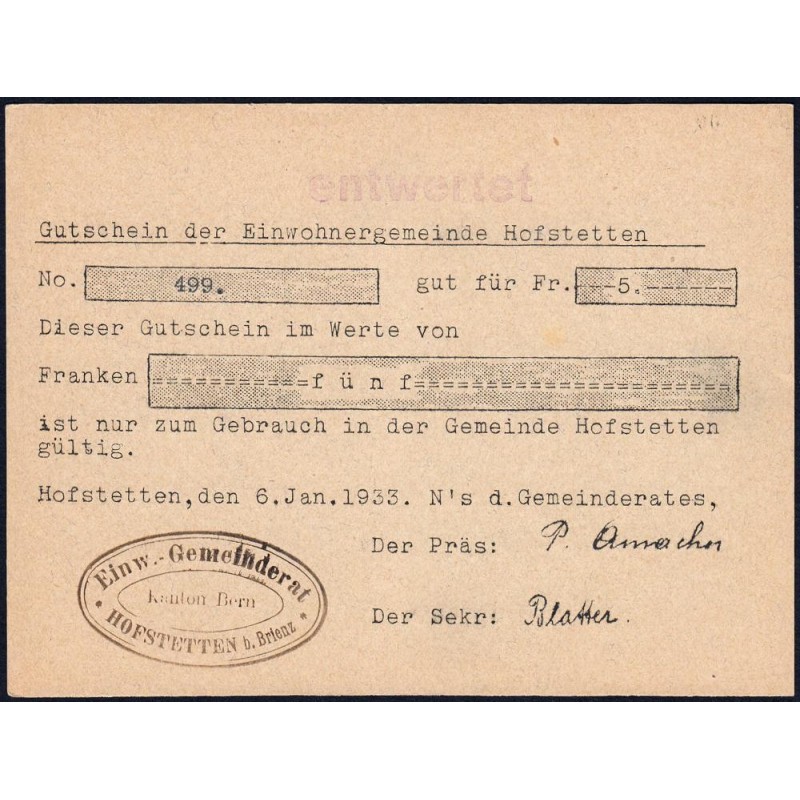 entwertet
Gutschein der Einwohnergemeinde Hofstetten
No. 499. gut für Fr. ---5.------
Dieser Gutschein im Werte von
Franken ===========fünf======================
ist nur zum Gebrauch in der Gemeinde Hofstetten
gültig.
Hofstetten,den 6.Jan.1933. N's d.Gemeinderates,
Der Präs: P. Amacher
Der Sekr: Blatter.
Einw.-Gemeinderat
Kanton Bern
* HOFSTETTEN b. Brienz *